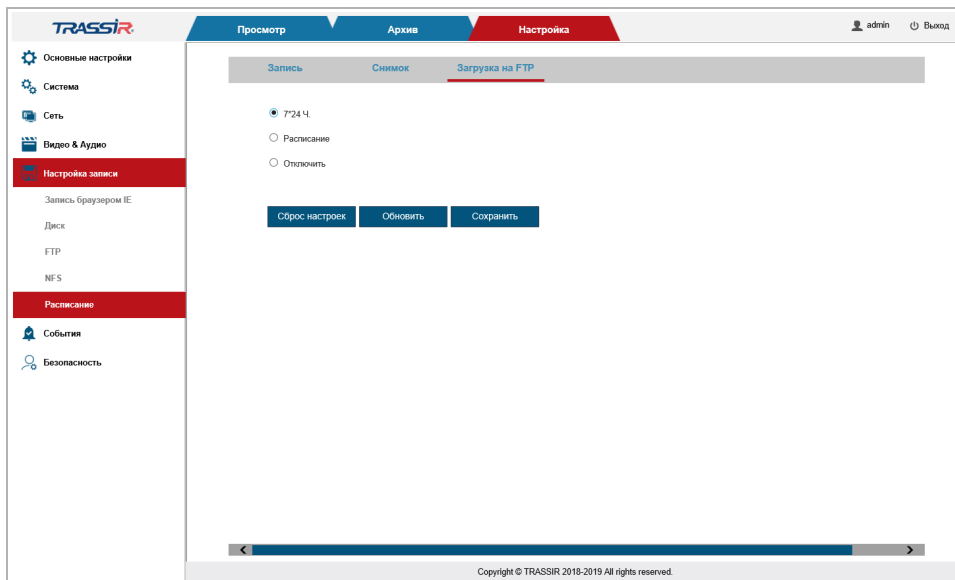 TRASSIR
Просмотр
Архив
Настройка
admin
Выход
Основные настройки
Система
Сеть
Видео & Аудио
Настройка записи
Запись браузером IE
Диск
FTP
NFS
Расписание
События
Безопасность
Запись
Снимок
Загрузка на FTP
7*24 Ч.
Расписание
Отключить
Сброс настроек
Обновить
Сохранить
Copyright © TRASSIR 2018-2019 All rights reserved.